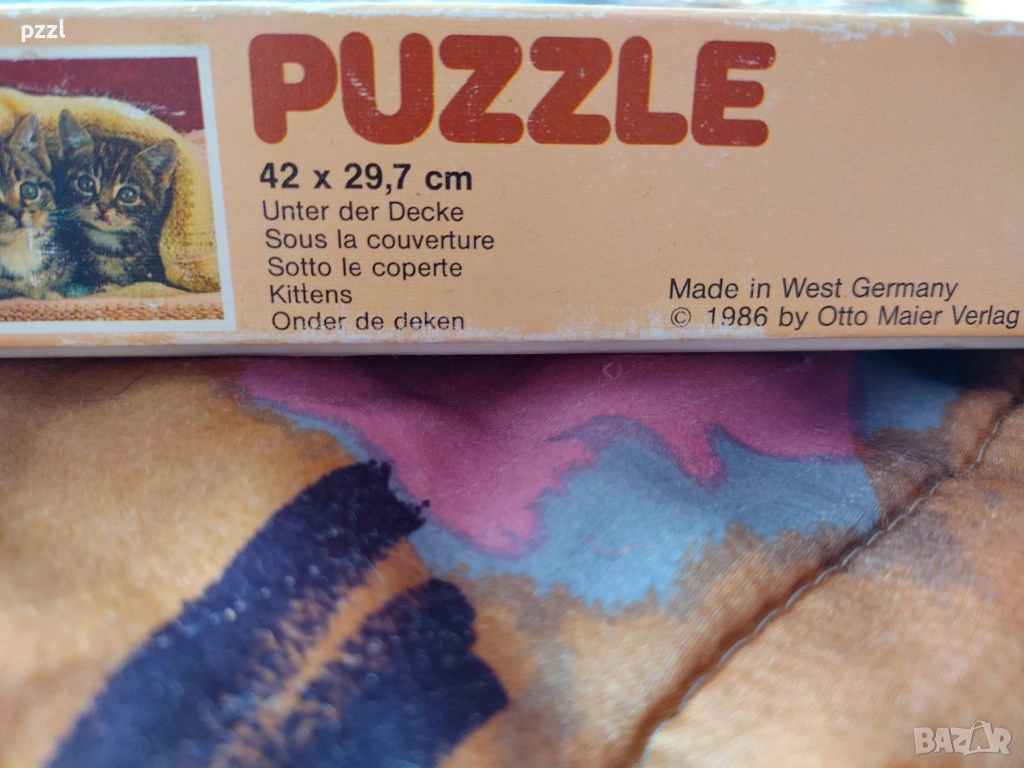 pzzl
PUZZLE
42 x 29,7 cm
Unter der Decke
Sous la couverture
Sotto le coperte
Kittens
Onder de deken
Made in West Germany
© 1986 by Otto Maier Verlag
BAZAR